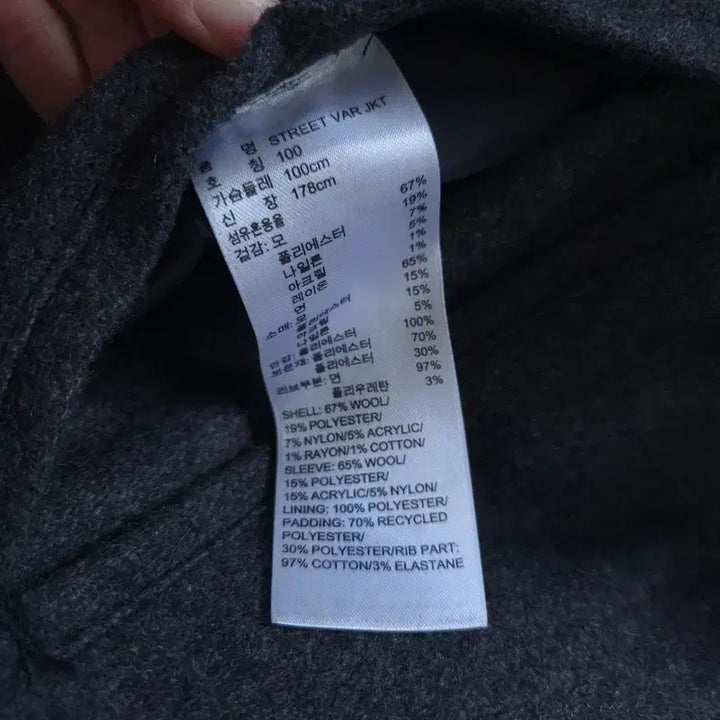 품 명 STREET VAR JKT
호 칭 100
가슴둘레 100cm
신 장 178cm
섬유혼용율
겉감: 모 67%
폴리에스터 19%
나일론 7%
아크릴 5%
레이온 1%
면 1%
소매: 모 65%
폴리에스터 15%
아크릴 15%
나일론 5%
안감: 폴리에스터 100%
보온재: 폴리에스터 70%
폴리에스터 30%
리브부분: 면 97%
폴리우레탄 3%
SHELL: 67% WOOL/
19% POLYESTER/
7% NYLON/5% ACRYLIC/
1% RAYON/1% COTTON/
SLEEVE: 65% WOOL/
15% POLYESTER/
15% ACRYLIC/5% NYLON/
LINING: 100% POLYESTER/
PADDING: 70% RECYCLED
POLYESTER/
30% POLYESTER/RIB PART:
97% COTTON/3% ELASTANE